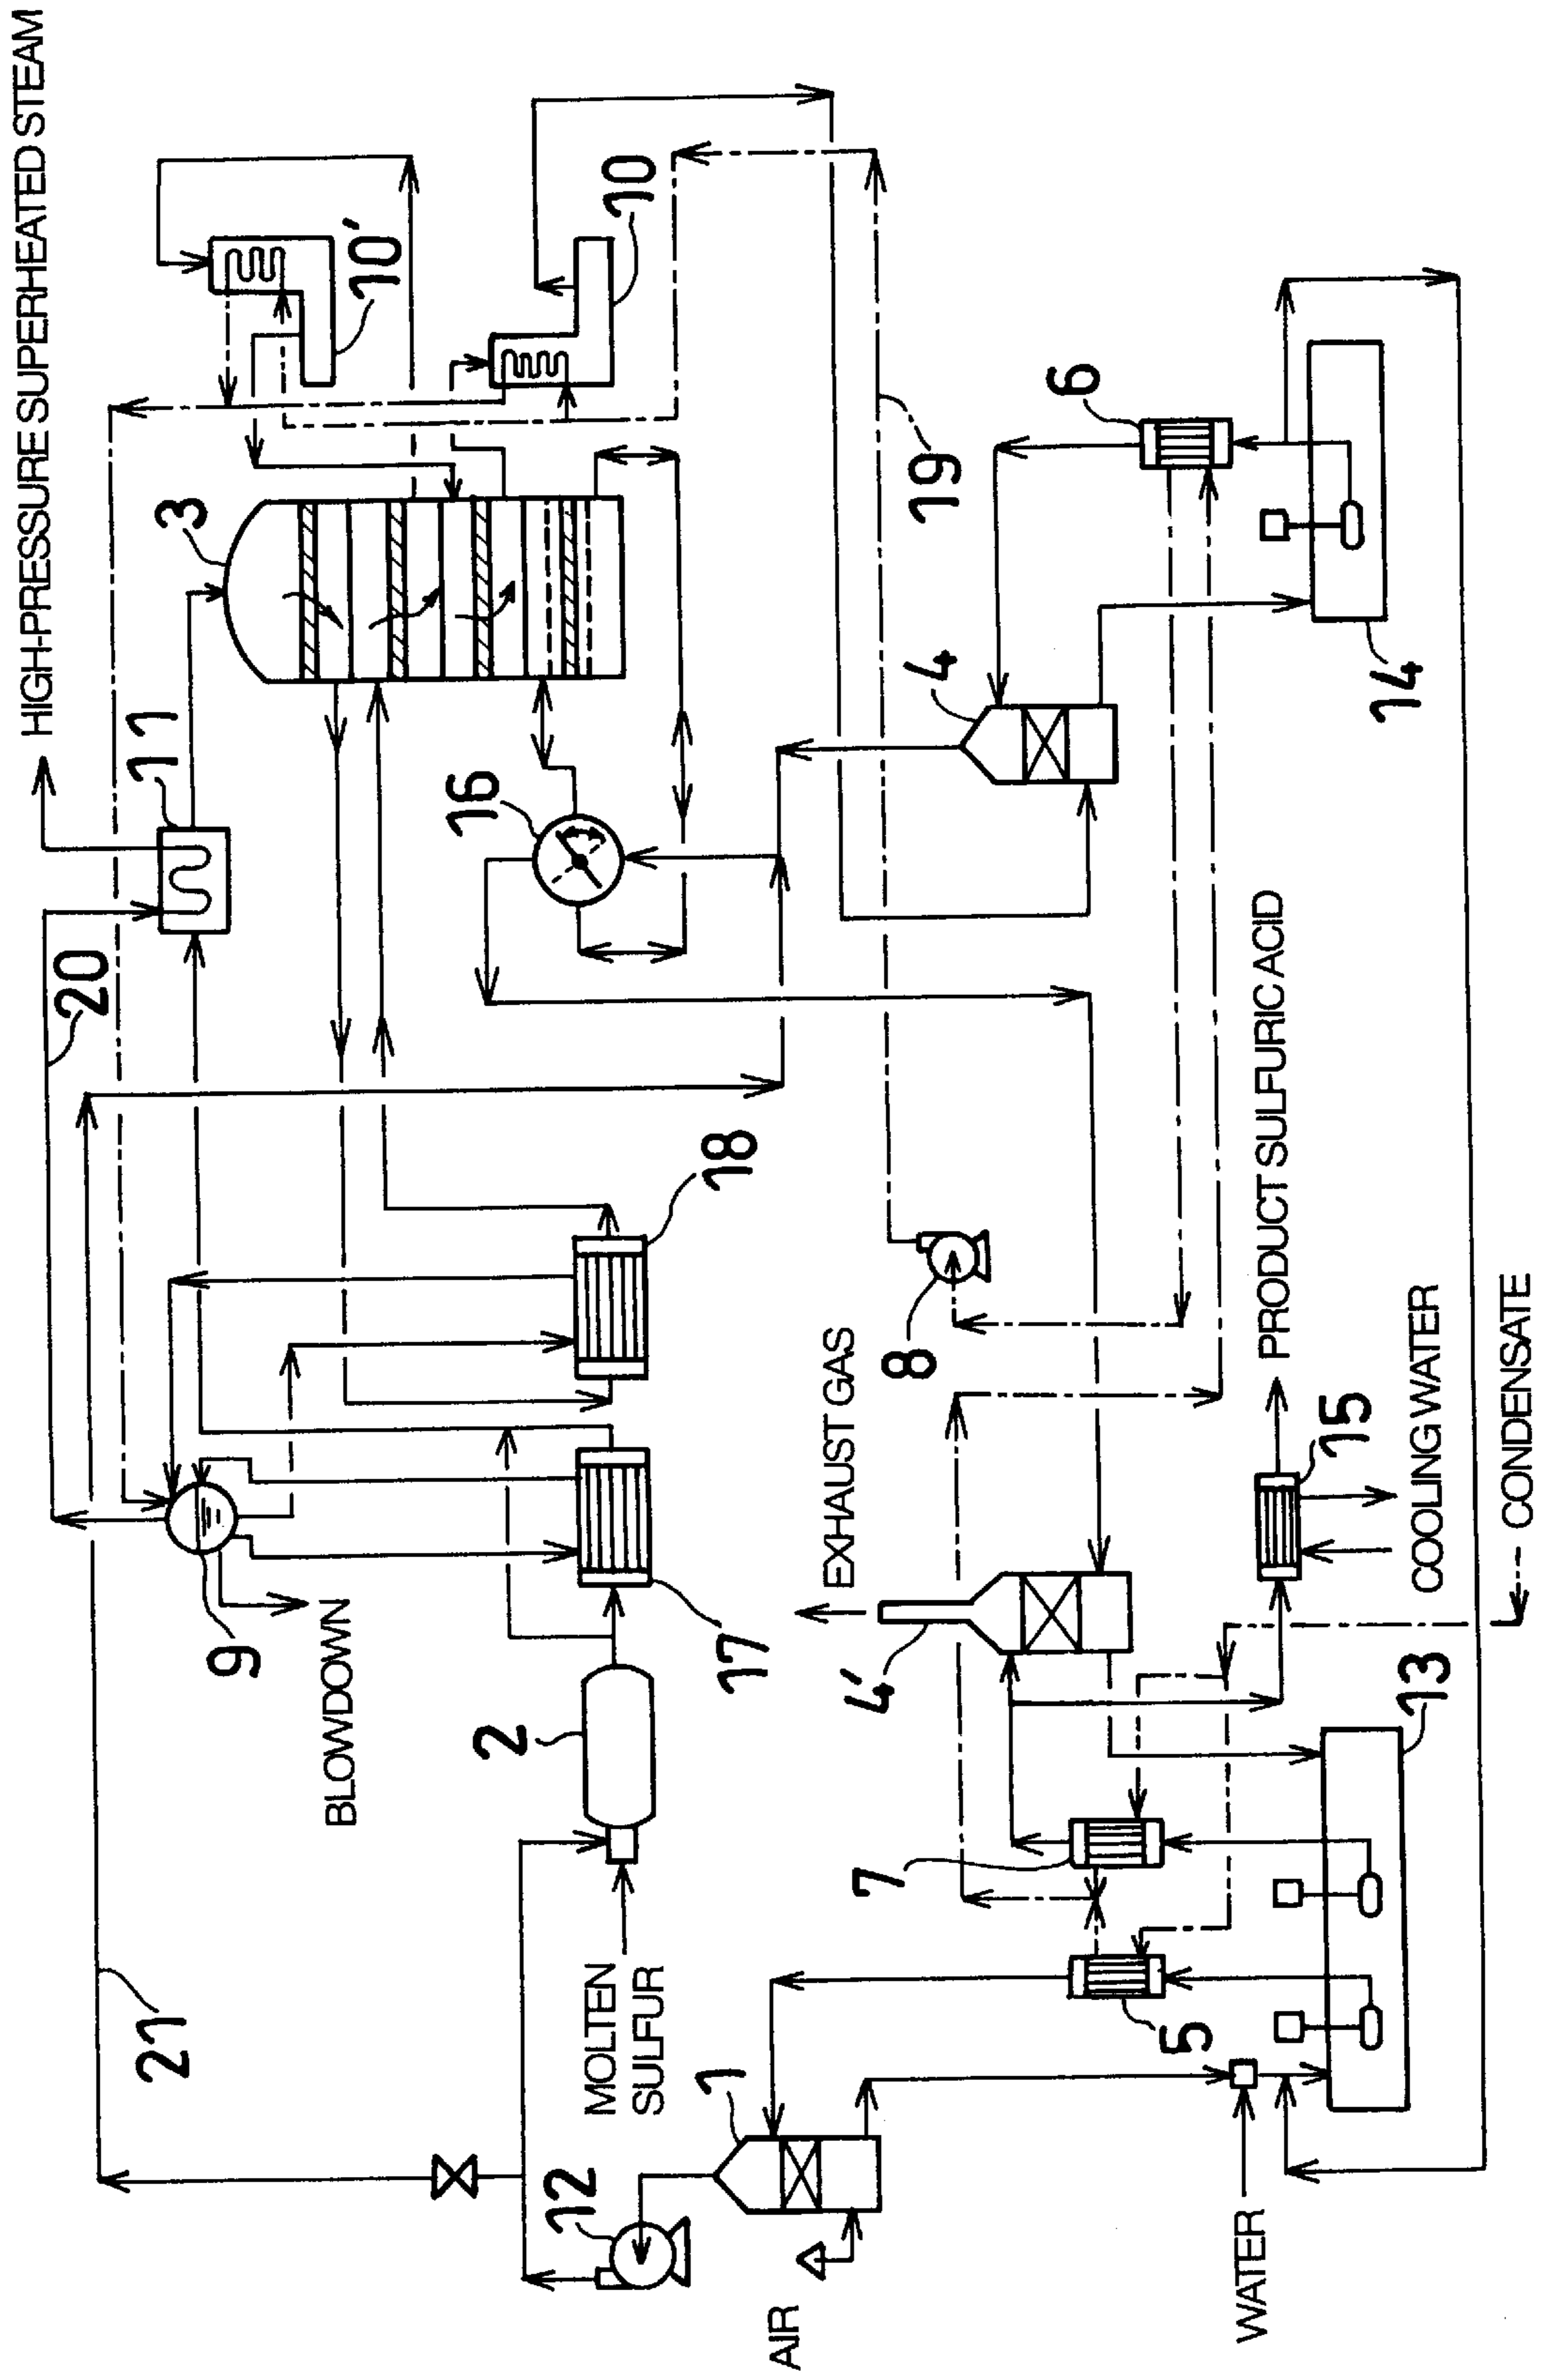 HIGH-PRESSURE SUPERHEATED STEAM
20
11
3
10′
10
21
9
BLOWDOWN
18
16
19
17
2
MOLTEN
SULFUR
12
1
AIR
EXHAUST GAS
4′
8
4
6
7
5
15
14
13
PRODUCT SULFURIC ACID
COOLING WATER
CONDENSATE
WATER